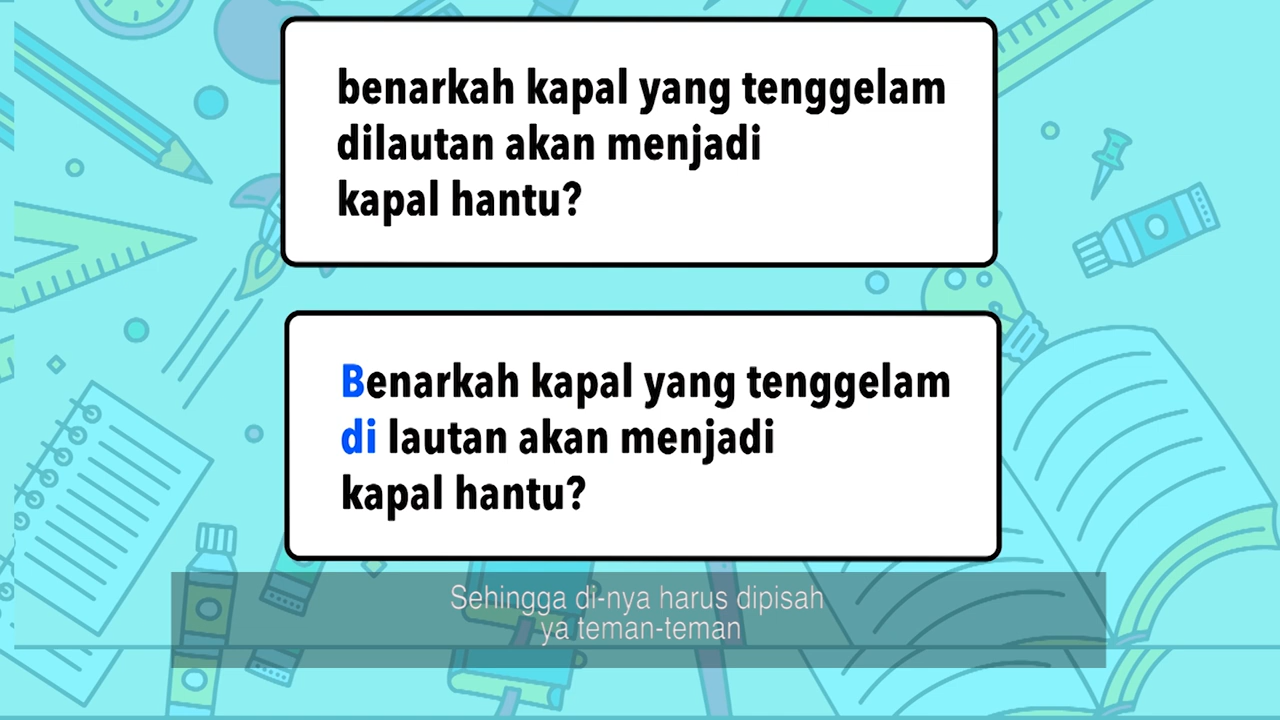 benarkah kapal yang tenggelam
dilautan akan menjadi
kapal hantu?
Benarkah kapal yang tenggelam
di lautan akan menjadi
kapal hantu?
Sehingga di-nya harus dipisah
ya teman-teman